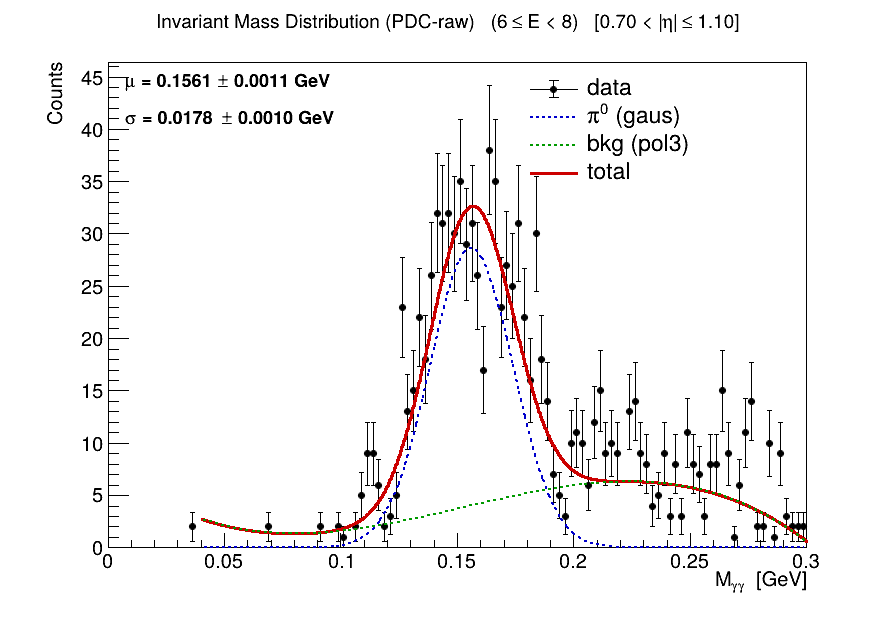 Invariant Mass Distribution (PDC-raw) (6 ≤ E < 8) [0.70 < |η| ≤ 1.10]
Counts
μ = 0.1561 ± 0.0011 GeV
σ = 0.0178 ± 0.0010 GeV
data
π⁰ (gaus)
bkg (pol3)
total
45
40
35
30
25
20
15
10
5
0
0 0.05 0.1 0.15 0.2 0.25 0.3
Mγγ [GeV]